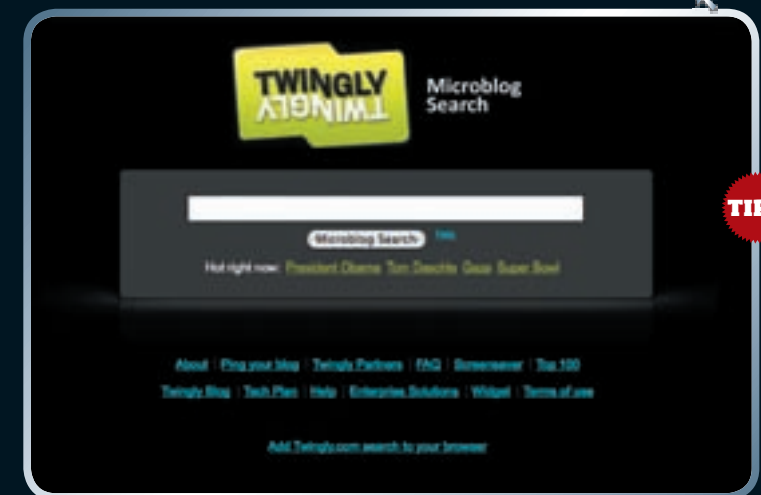 TWINGLY
TWINGLY
Microblog
Search
TIP
Microblog Search Help
Hot right now: President Obama Tom Daschle Gaza Super Bowl
About | Ping your blog | Twingly Partners | FAQ | Screensaver | Top 100
Twingly Blog | Tech Plan | Help | Enterprise Solutions | Widget | Terms of use
Add Twingly.com search to your browser